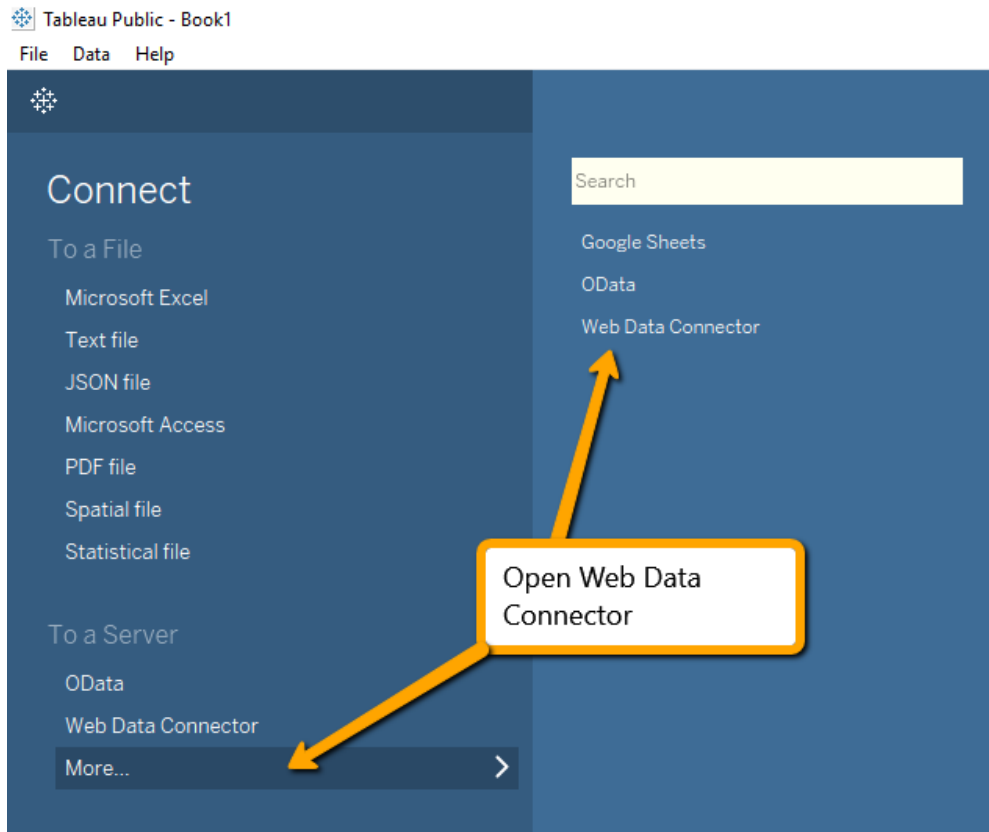 Tableau Public - Book1
File Data Help
Connect
To a File
Microsoft Excel
Text file
JSON file
Microsoft Access
PDF file
Spatial file
Statistical file
To a Server
OData
Web Data Connector
More...
Search
Google Sheets
OData
Web Data Connector
Open Web Data
Connector